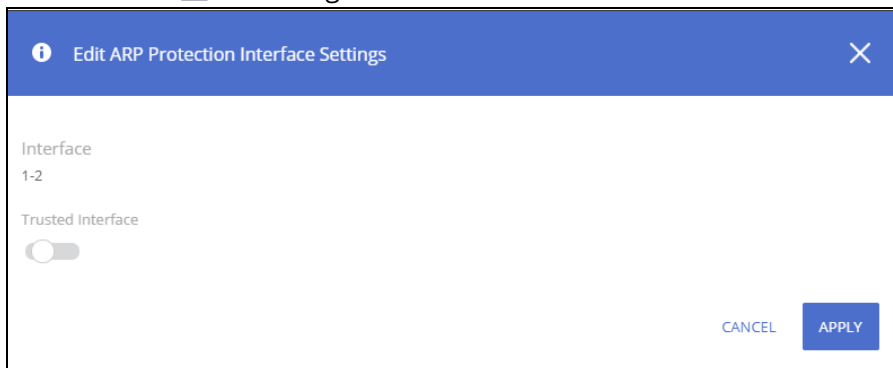 Edit ARP Protection Interface Settings
Interface
1-2
Trusted Interface
CANCEL APPLY